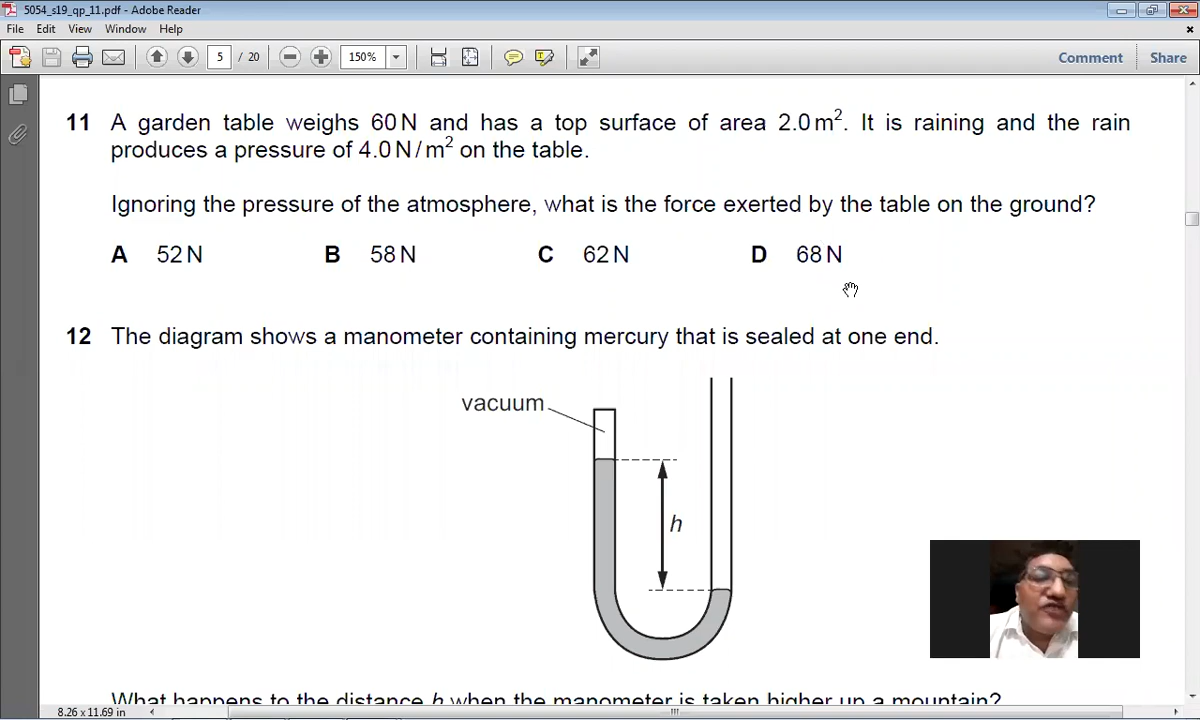 5054_s19_qp_11.pdf - Adobe Reader
File Edit View Window Help
5 / 20 150% Comment Share
11 A garden table weighs 60 N and has a top surface of area 2.0 m². It is raining and the rain
produces a pressure of 4.0 N / m² on the table.
Ignoring the pressure of the atmosphere, what is the force exerted by the table on the ground?
A 52 N B 58 N C 62 N D 68 N
12 The diagram shows a manometer containing mercury that is sealed at one end.
vacuum
h
What happens to the distance h when the manometer is taken higher up a mountain?
8.26 x 11.69 in